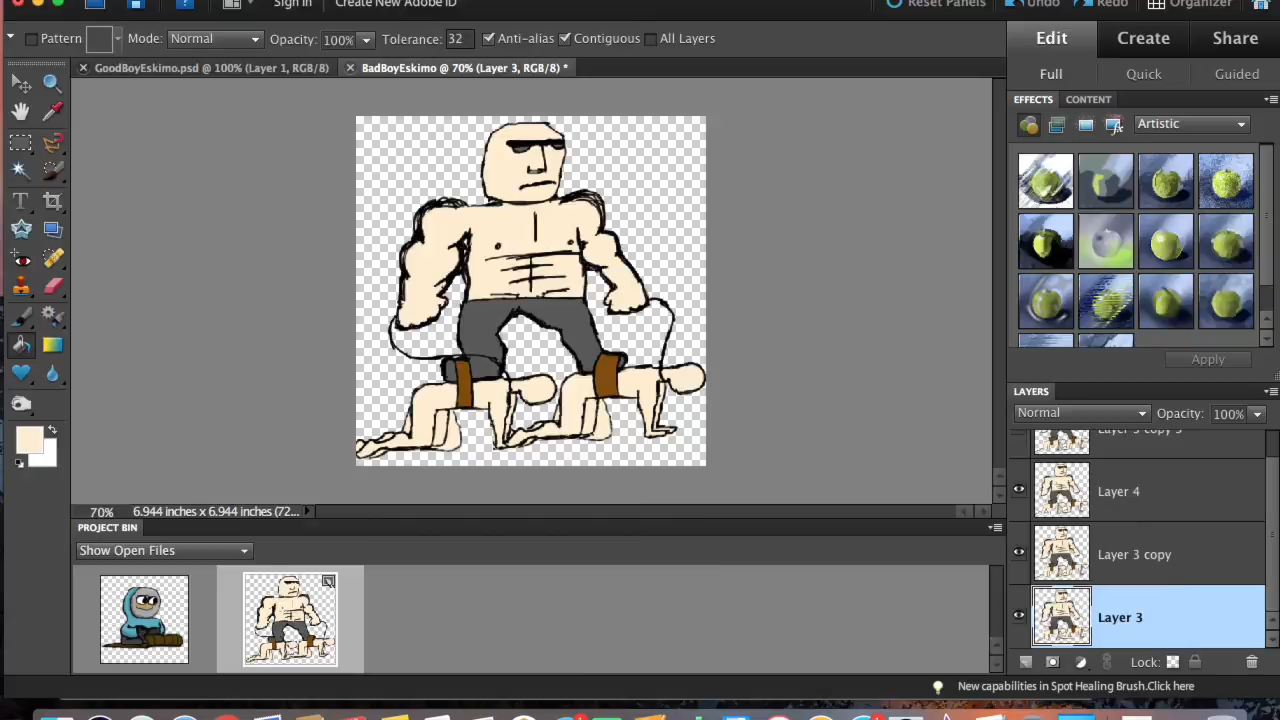 Sign In Create New Adobe ID Reset Panels Undo Redo Organizer
Pattern Mode: Normal Opacity: 100% Tolerance: 32 Anti-alias Contiguous All Layers
Edit Create Share
GoodBoyEskimo.psd @ 100% (Layer 1, RGB/8) BadBoyEskimo @ 70% (Layer 3, RGB/8) *
Full Quick Guided
EFFECTS CONTENT
Artistic
Apply
LAYERS
Normal Opacity: 100%
Layer 4
Layer 3 copy
Layer 3
70% 6.944 inches x 6.944 inches (72...
PROJECT BIN
Show Open Files
Lock:
New capabilities in Spot Healing Brush.Click here